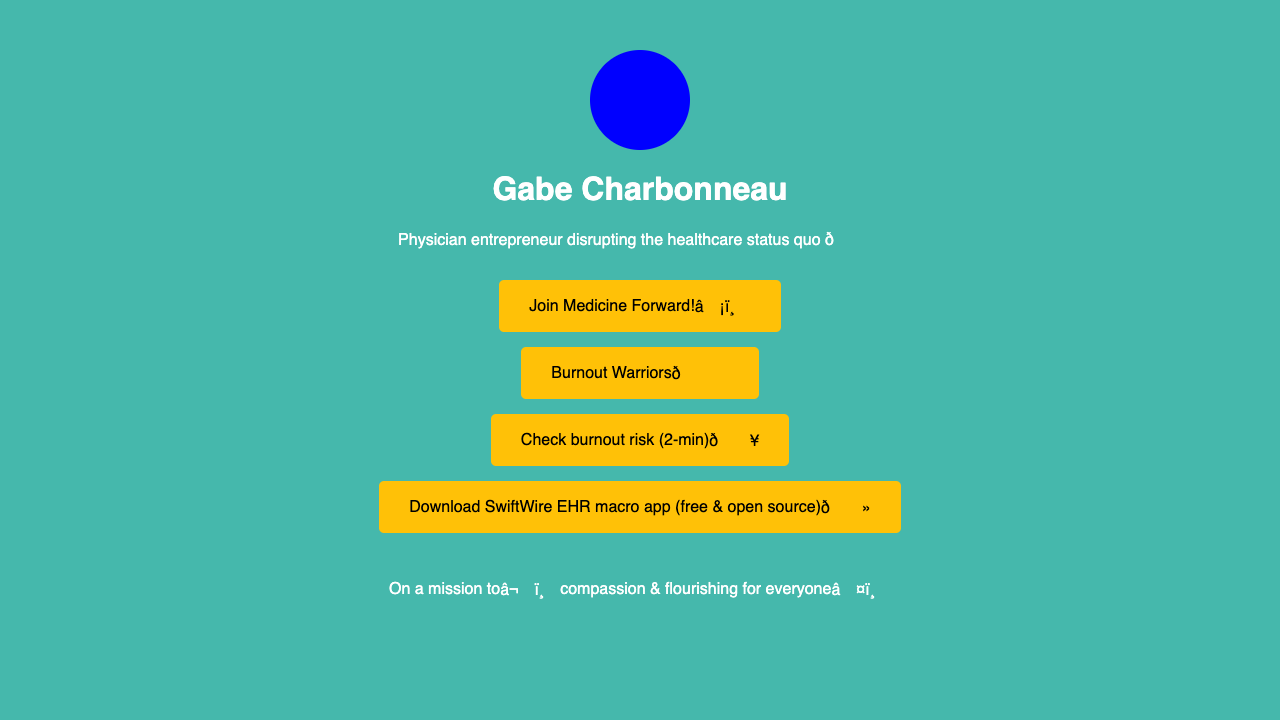 Gabe Charbonneau
Physician entrepreneur disrupting the healthcare status quo ð
Join Medicine Forward!â ¡ï¸
Burnout Warriorsð
Check burnout risk (2-min)ð ¥
Download SwiftWire EHR macro app (free & open source)ð »
On a mission toâ¬ ï¸ compassion & flourishing for everyoneâ ¤ï¸